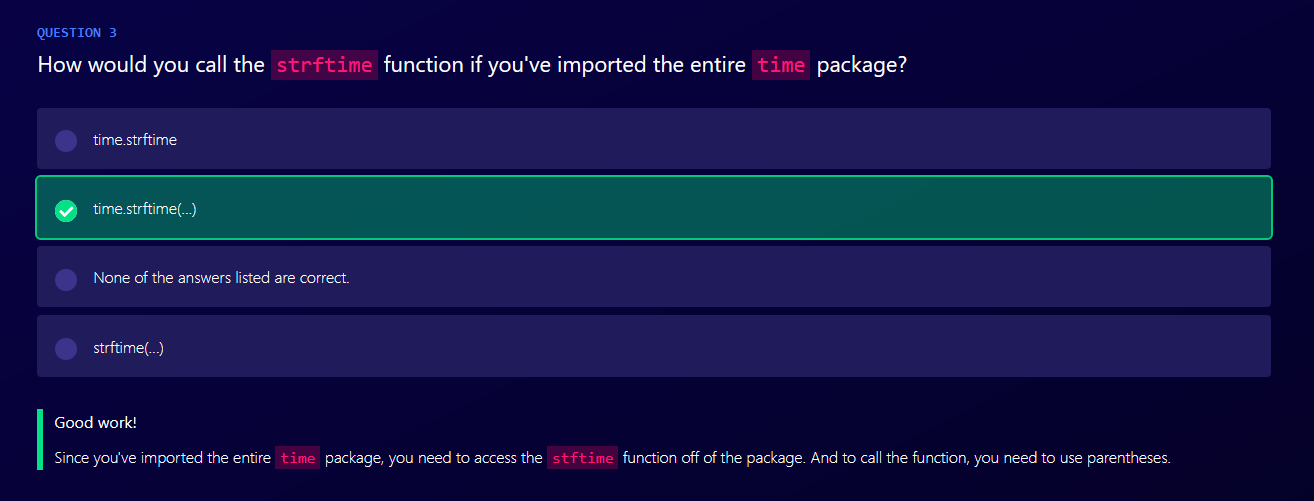 QUESTION 3
How would you call the strftime function if you've imported the entire time package?
time.strftime
time.strftime(...)
None of the answers listed are correct.
strftime(...)
Good work!
Since you've imported the entire time package, you need to access the stftime function off of the package. And to call the function, you need to use parentheses.